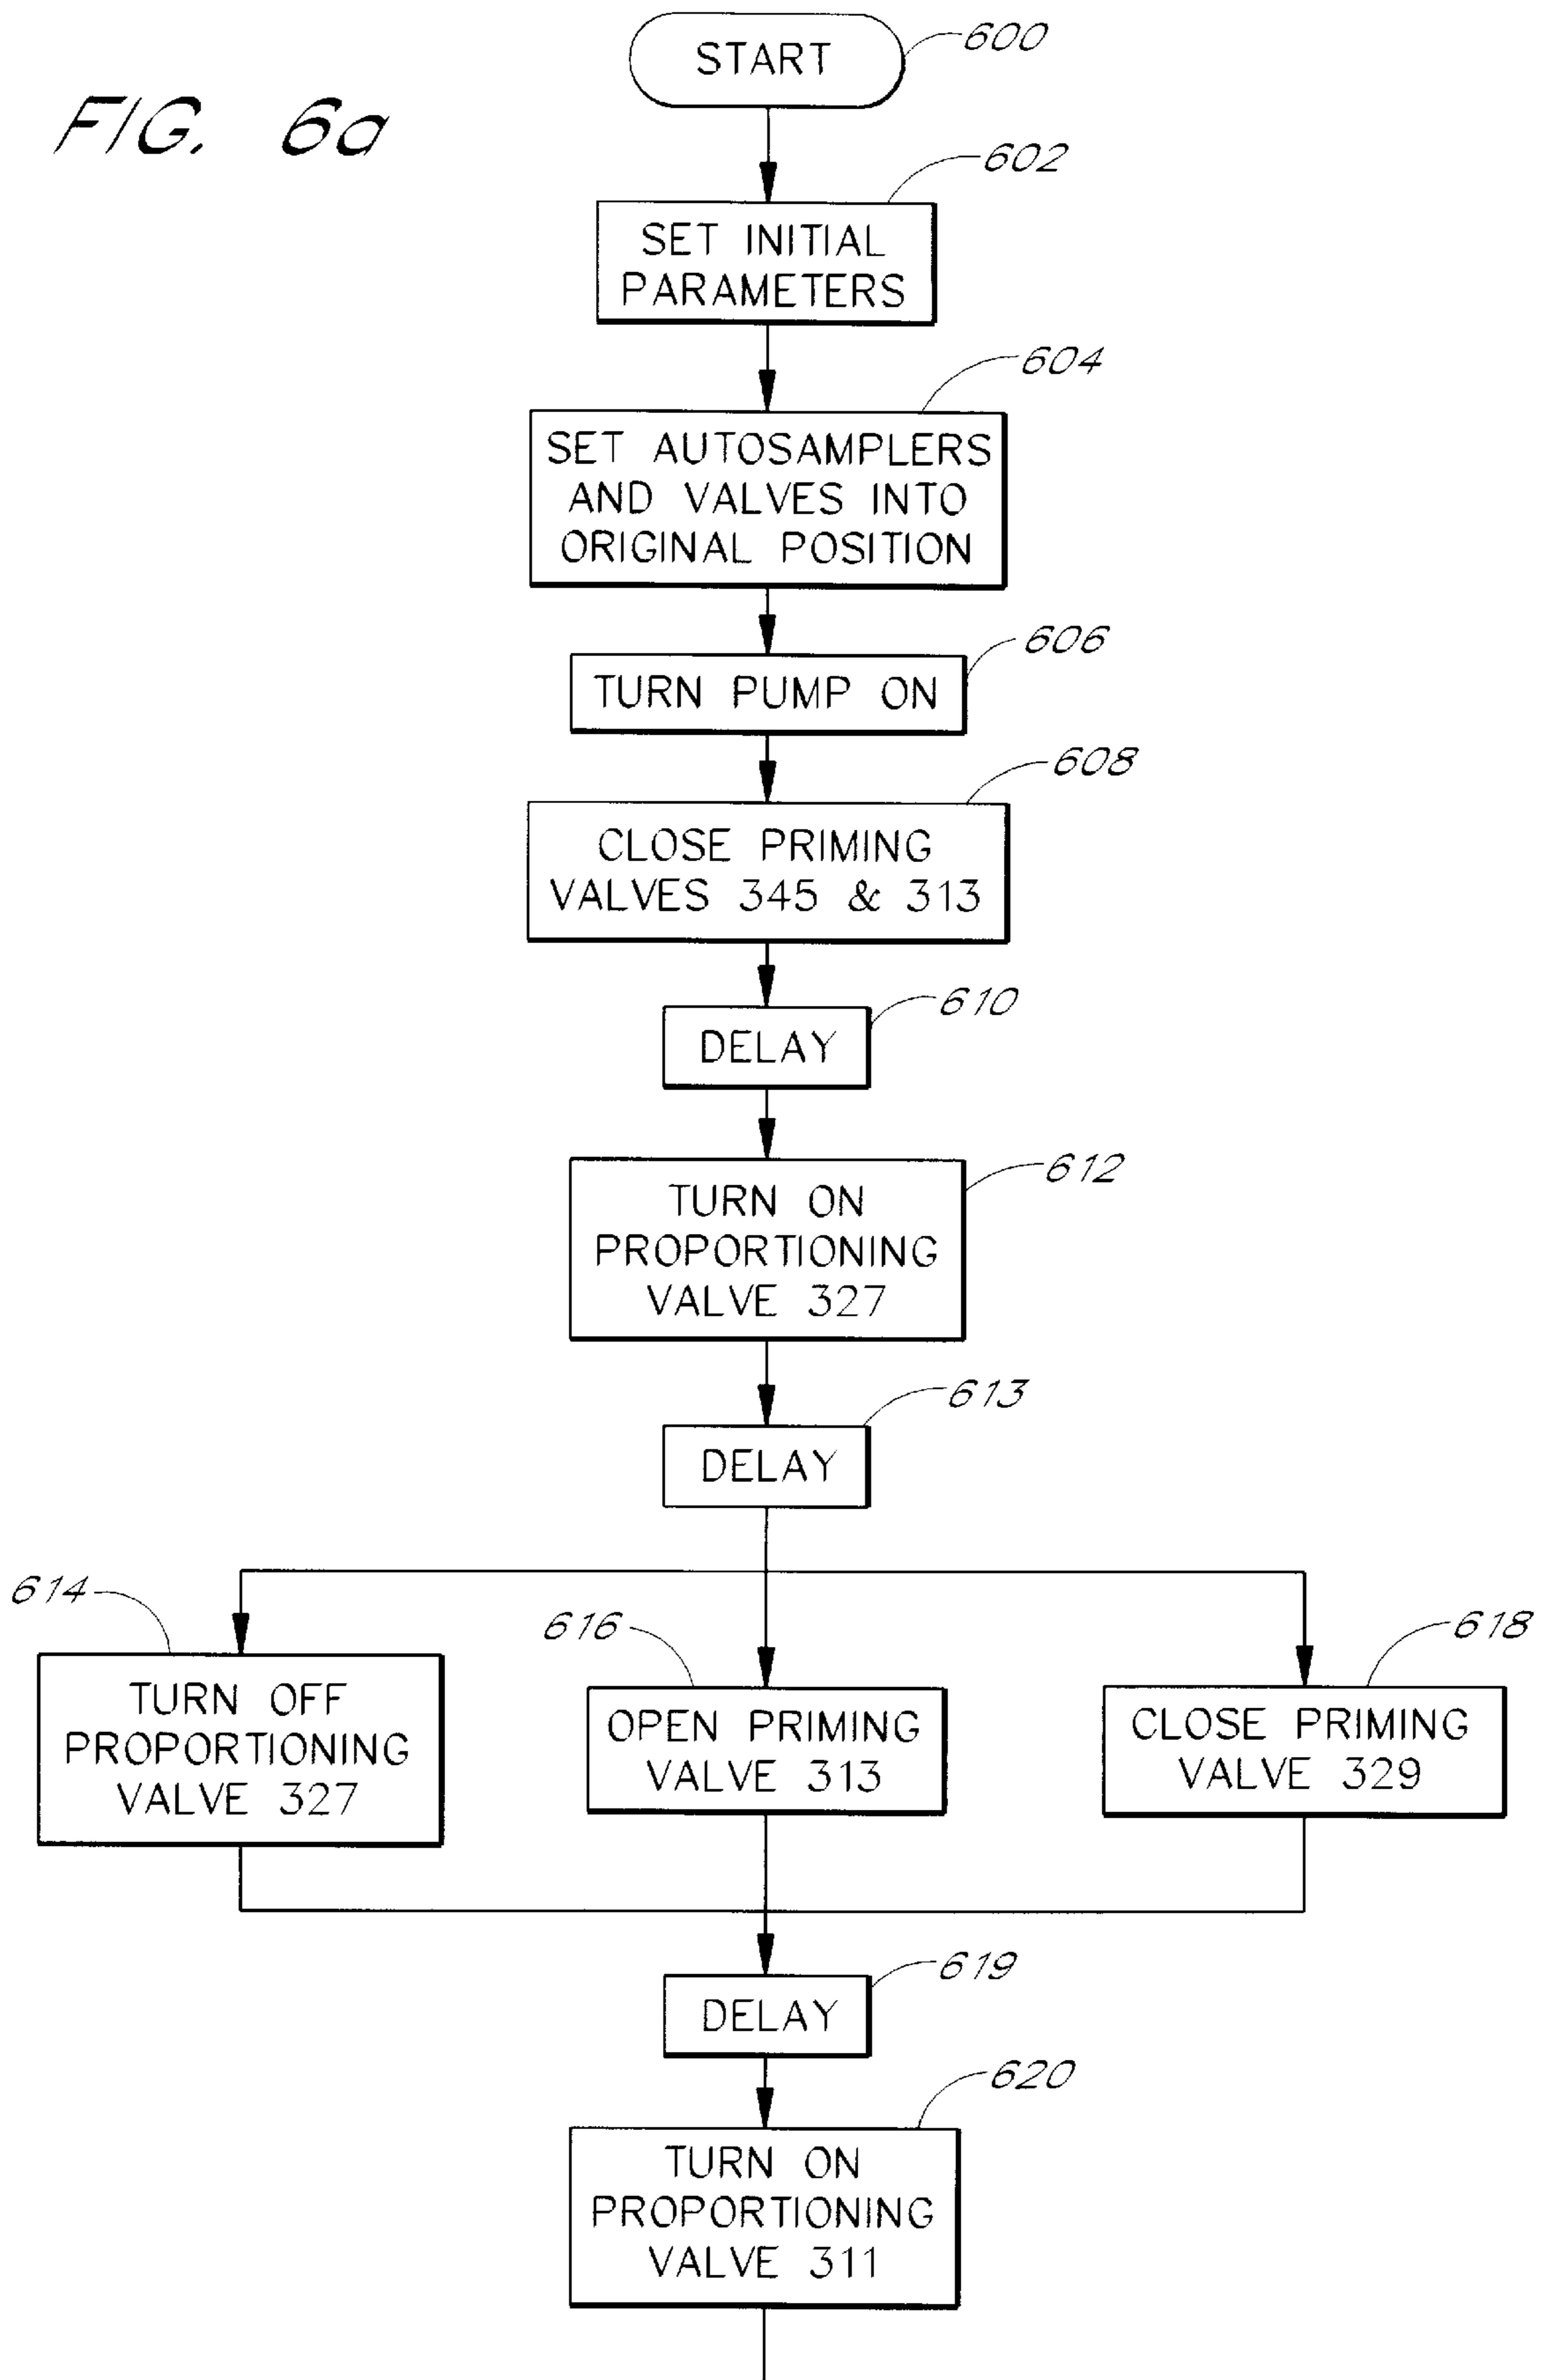 FIG. 6a
START
600
602
SET INITIAL
PARAMETERS
604
SET AUTOSAMPLERS
AND VALVES INTO
ORIGINAL POSITION
606
TURN PUMP ON
608
CLOSE PRIMING
VALVES 345 & 313
610
DELAY
612
TURN ON
PROPORTIONING
VALVE 327
613
DELAY
614
TURN OFF
PROPORTIONING
VALVE 327
616
OPEN PRIMING
VALVE 313
618
CLOSE PRIMING
VALVE 329
619
DELAY
620
TURN ON
PROPORTIONING
VALVE 311